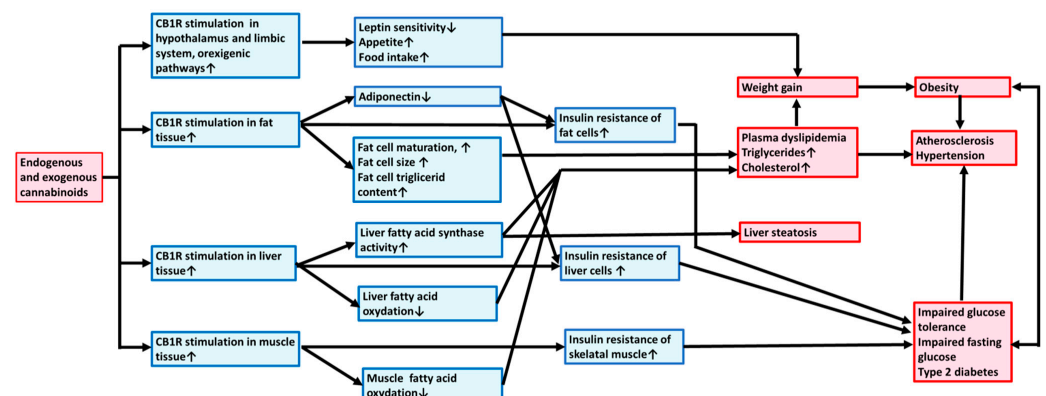 CB1R stimulation in
hypothalamus and limbic
system, orexigenic
pathways↑
Leptin sensitivity↓
Appetite↑
Food intake↑
Weight gain
Obesity
Adiponectin↓
CB1R stimulation in fat
tissue↑
Insulin resistance of
fat cells↑
Fat cell maturation, ↑
Fat cell size ↑
Fat cell triglicerid
content↑
Plasma dyslipidemia
Triglycerides↑
Cholesterol↑
Atherosclerosis
Hypertension
Endogenous
and exogenous
cannabinoids
Liver fatty acid synthase
activity↑
Liver steatosis
CB1R stimulation in liver
tissue↑
Insulin resistance of
liver cells ↑
Liver fatty acid
oxydation↓
Impaired glucose
tolerance
Impaired fasting
glucose
Type 2 diabetes
CB1R stimulation in muscle
tissue↑
Insulin resistance of
skelatal muscle↑
Muscle fatty acid
oxydation↓